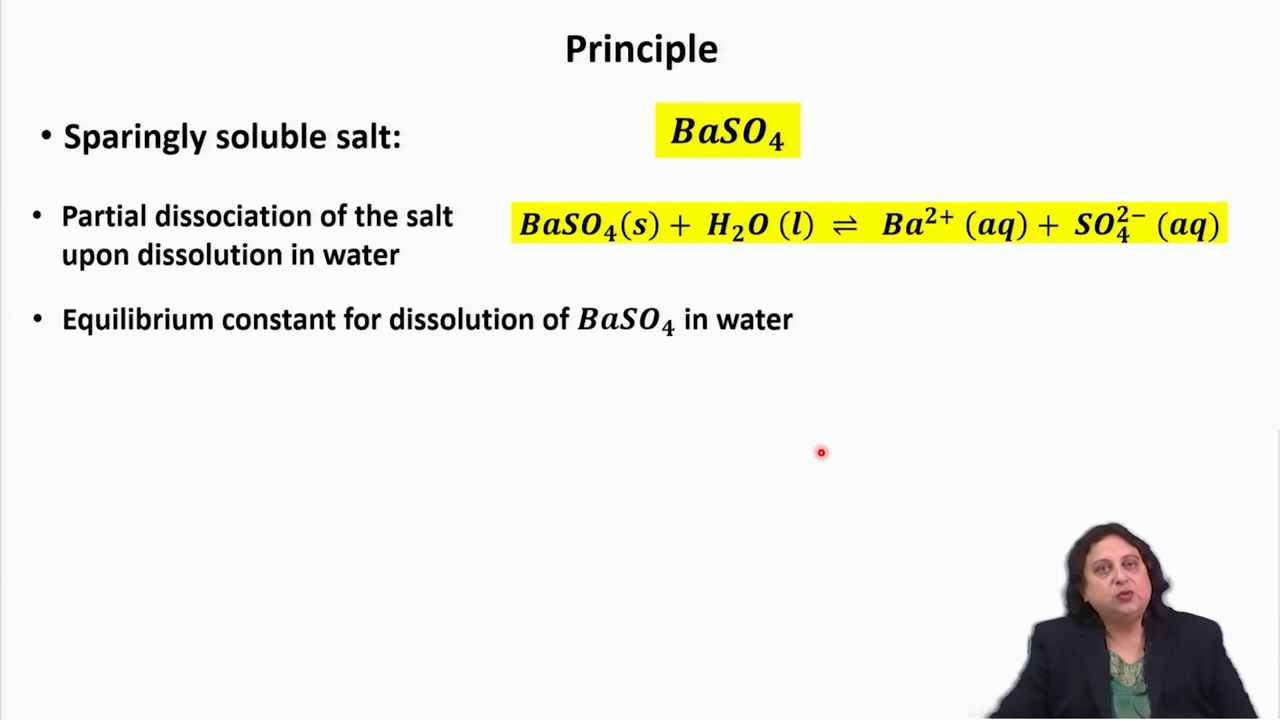 Principle
• Sparingly soluble salt: BaSO₄
• Partial dissociation of the salt
upon dissolution in water
BaSO₄(s) + H₂O (l) ⇌ Ba²⁺ (aq) + SO₄²⁻ (aq)
• Equilibrium constant for dissolution of BaSO₄ in water